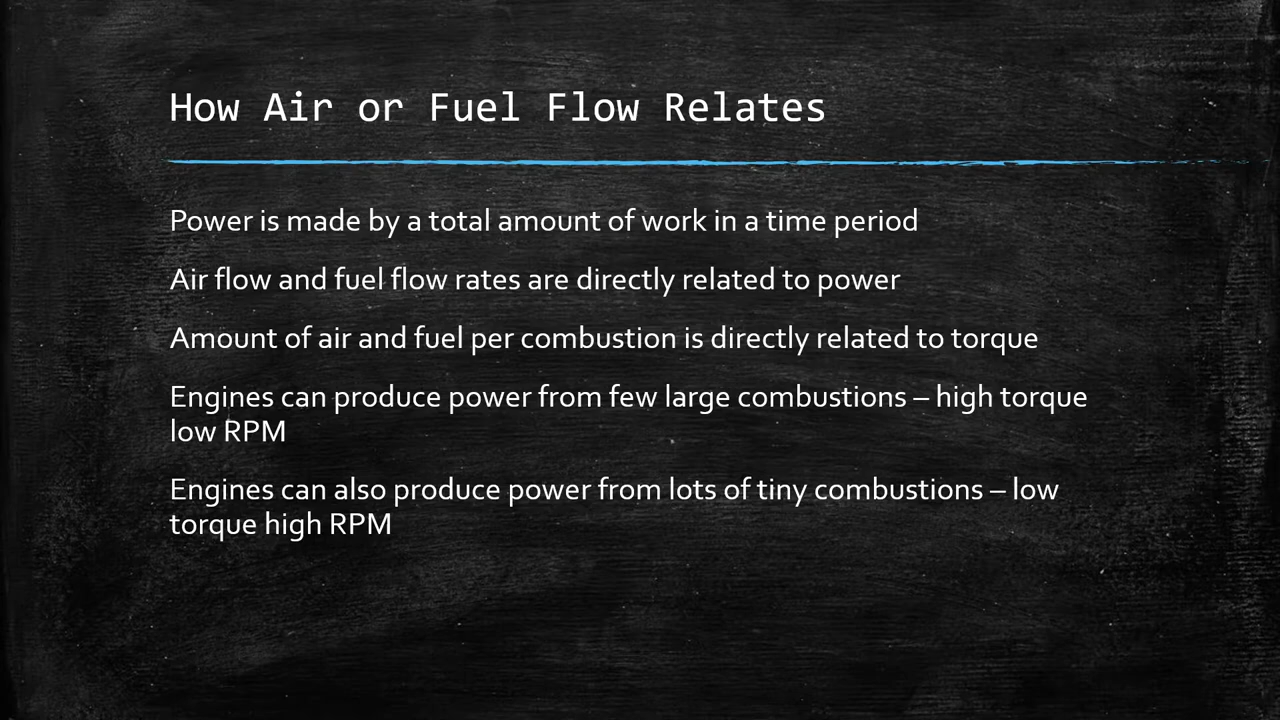 How Air or Fuel Flow Relates
Power is made by a total amount of work in a time period
Air flow and fuel flow rates are directly related to power
Amount of air and fuel per combustion is directly related to torque
Engines can produce power from few large combustions – high torque
low RPM
Engines can also produce power from lots of tiny combustions – low
torque high RPM